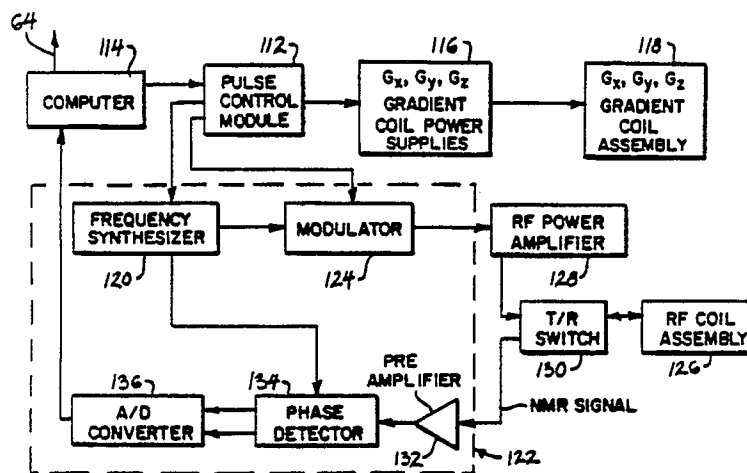 64
114
COMPUTER
112
PULSE
CONTROL
MODULE
116
Gx, Gy, Gz
GRADIENT
COIL POWER
SUPPLIES
118
Gx, Gy, Gz
GRADIENT
COIL
ASSEMBLY
FREQUENCY
SYNTHESIZER
120
MODULATOR
124
RF POWER
AMPLIFIER
128
T/R
SWITCH
130
RF COIL
ASSEMBLY
126
136
A/D
CONVERTER
134
PHASE
DETECTOR
PRE
AMPLIFIER
132
NMR SIGNAL
122